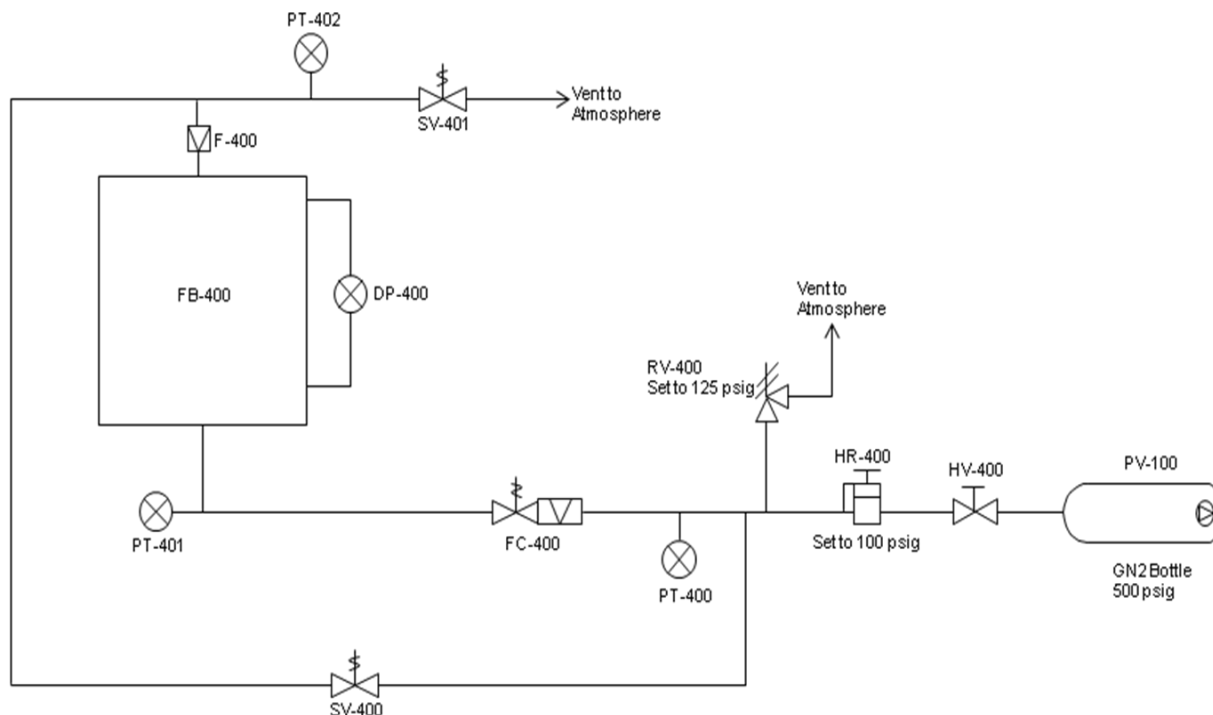 PT-402
Vent to
Atmosphere
SV-401
F-400
FB-400
DP-400
Vent to
Atmosphere
RV-400
Set to 125 psig
HR-400
HV-400
PV-100
PT-401
FC-400
Set to 100 psig
PT-400
GN2 Bottle
500 psig
SV-400